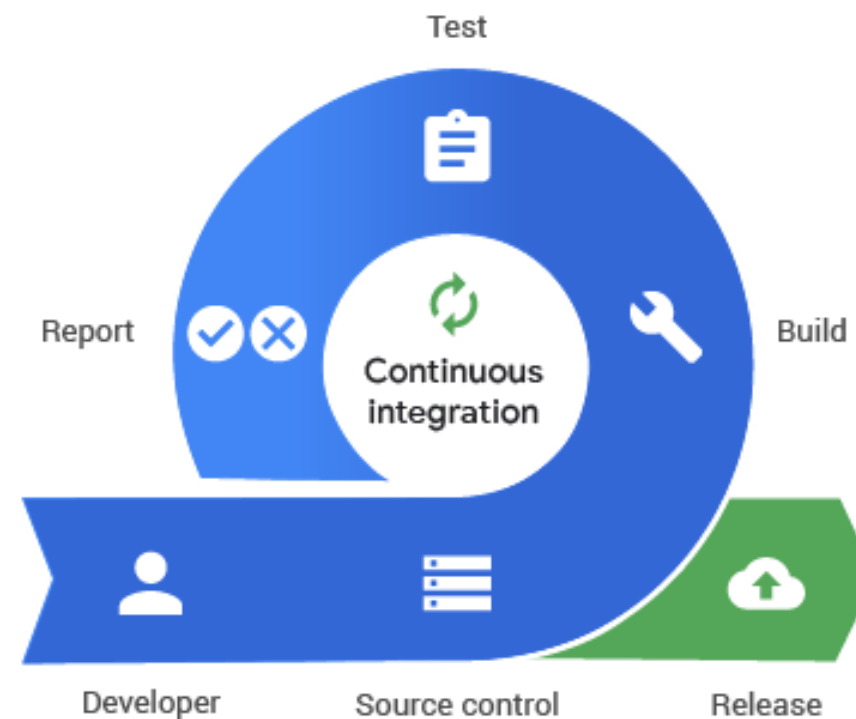 Test
Report
Continuous
integration
Build
Developer
Source control
Release